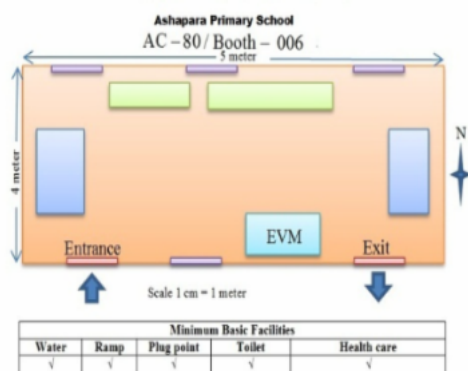 Ashapara Primary School
AC – 80 / Booth – 006
5 meter
4 meter
N
EVM
Entrance
Exit
Scale 1 cm = 1 meter
Minimum Basic Facilities
Water Ramp Plug point Toilet Health care
√ √ √ √ √